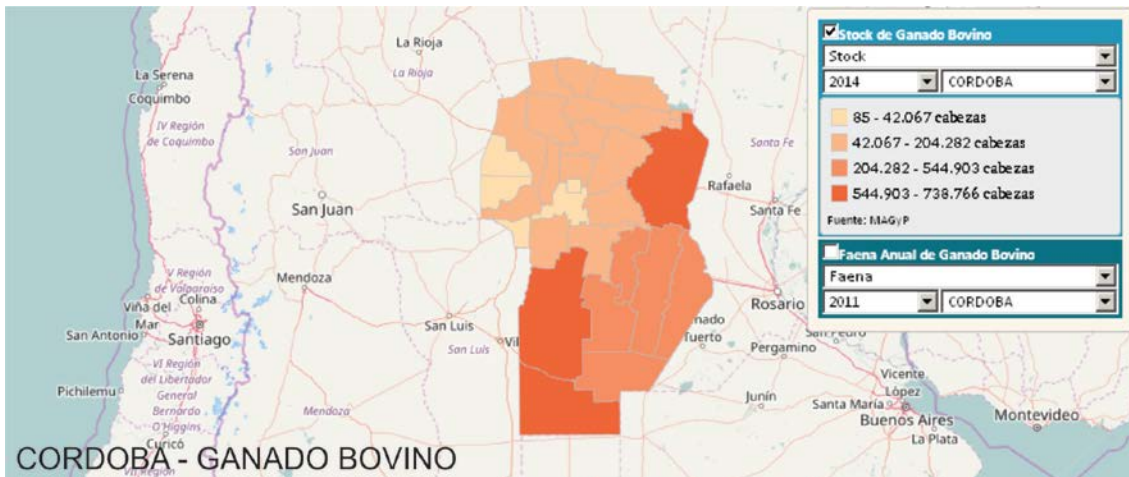 La Rioja
La Rioja
La Serena
Coquimbo
IV Región
de Coquimbo
San Juan
San Juan
Santa Fe
Rafaela
Santa Fe
Mendoza
V Región
de Valparaíso
Colina
Viña del
Mar
San Antonio
Santiago
San Luis
San Luis
Rosario
Tuerto
Pergamino
VI Región
del Libertador
General
Bernardo
O'Higgins
Pichilemu
Mendoza
Junín
Vicente
López
Santa María
Buenos Aires
La Plata
Montevideo
Curicó
VII Región
CORDOBA - GANADO BOVINO
Stock de Ganado Bovino
Stock
2014 CORDOBA
85 - 42.067 cabezas
42.067 - 204.282 cabezas
204.282 - 544.903 cabezas
544.903 - 738.766 cabezas
Fuente: MAGyP
Faena Anual de Ganado Bovino
Faena
2011 CORDOBA